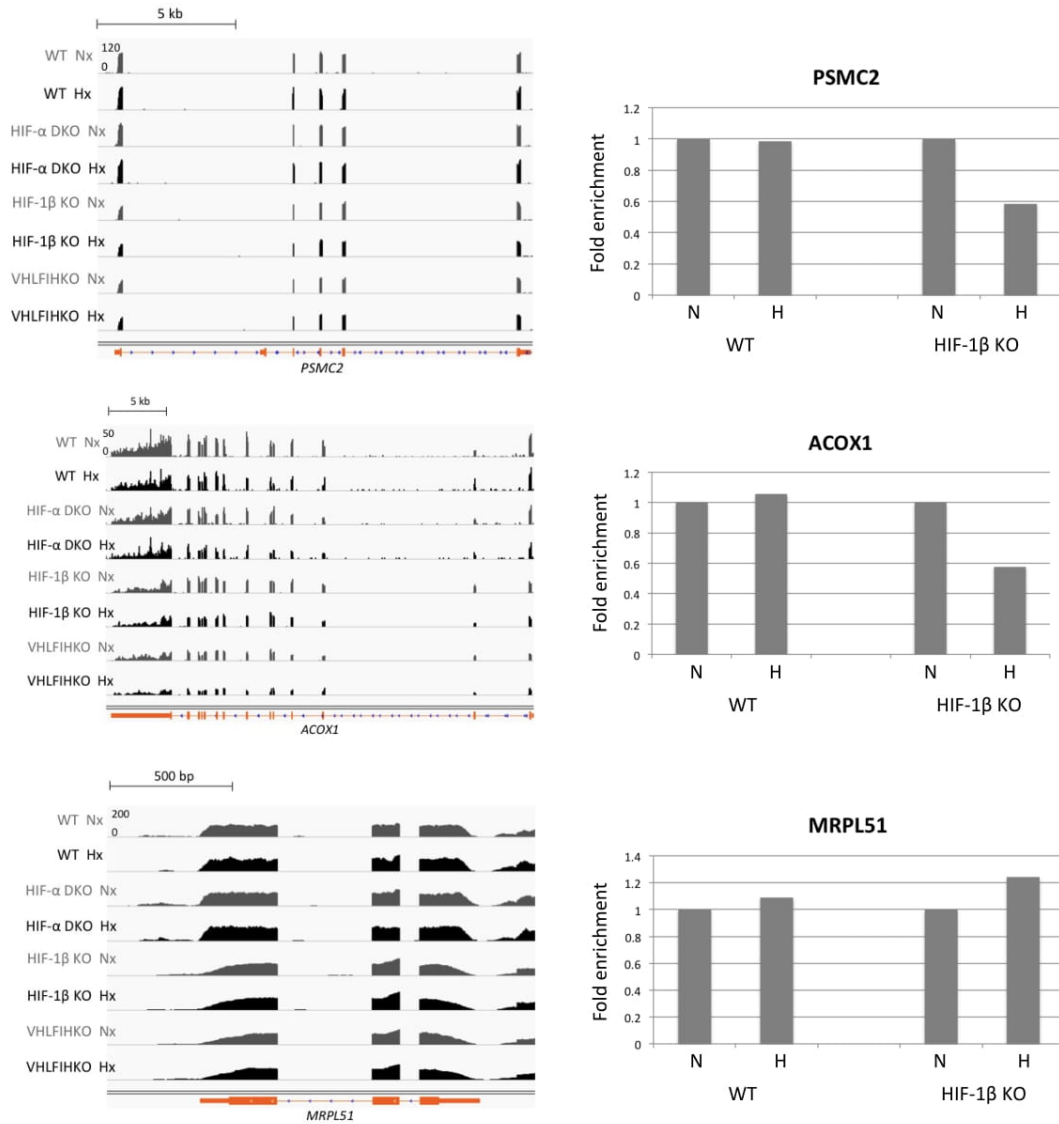 5 kb
120
0
WT Nx
WT Hx
HIF-α DKO Nx
HIF-α DKO Hx
HIF-1β KO Nx
HIF-1β KO Hx
VHLFIHKO Nx
VHLFIHKO Hx
PSMC2
PSMC2
Fold enrichment
1.2
1
0.8
0.6
0.4
0.2
0
N
H
N
H
WT
HIF-1β KO
5 kb
50
0
WT Nx
WT Hx
HIF-α DKO Nx
HIF-α DKO Hx
HIF-1β KO Nx
HIF-1β KO Hx
VHLFIHKO Nx
VHLFIHKO Hx
ACOX1
ACOX1
Fold enrichment
1.2
1
0.8
0.6
0.4
0.2
0
N
H
N
H
WT
HIF-1β KO
500 bp
200
0
WT Nx
WT Hx
HIF-α DKO Nx
HIF-α DKO Hx
HIF-1β KO Nx
HIF-1β KO Hx
VHLFIHKO Nx
VHLFIHKO Hx
MRPL51
MRPL51
Fold enrichment
1.4
1.2
1
0.8
0.6
0.4
0.2
0
N
H
N
H
WT
HIF-1β KO